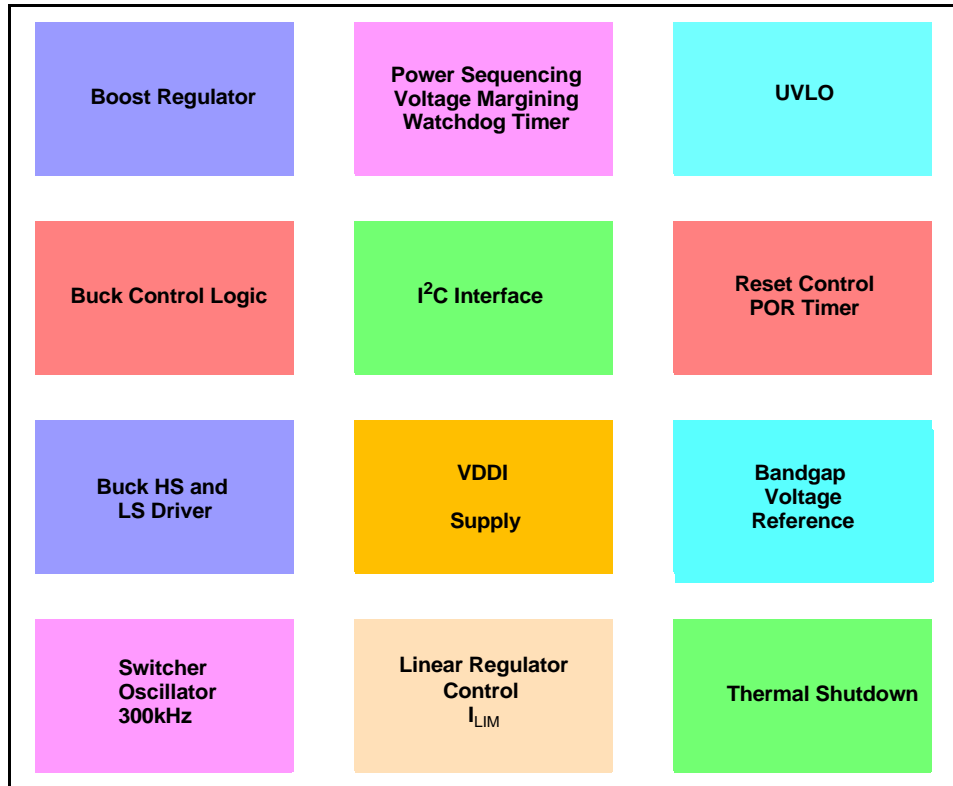 Boost Regulator
Power Sequencing
Voltage Margining
Watchdog Timer
UVLO
Buck Control Logic
I²C Interface
Reset Control
POR Timer
Buck HS and
LS Driver
VDDI
Supply
Bandgap
Voltage
Reference
Switcher
Oscillator
300kHz
Linear Regulator
Control
I_LIM
Thermal Shutdown